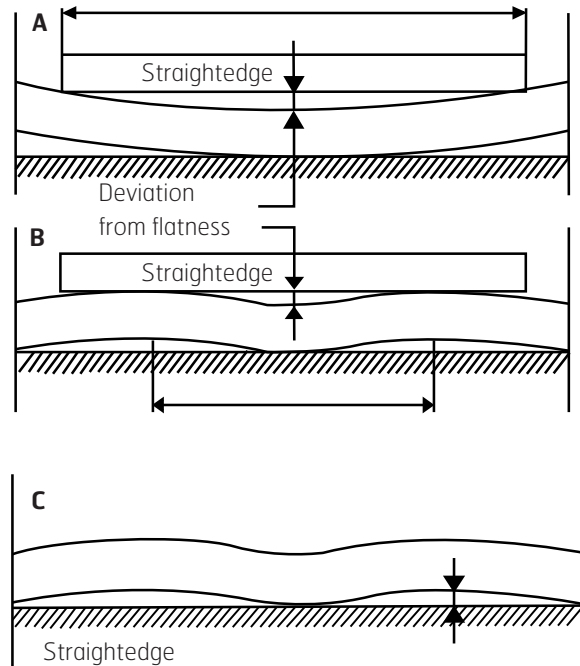 A
Straightedge
Deviation
from flatness
B
Straightedge
C
Straightedge